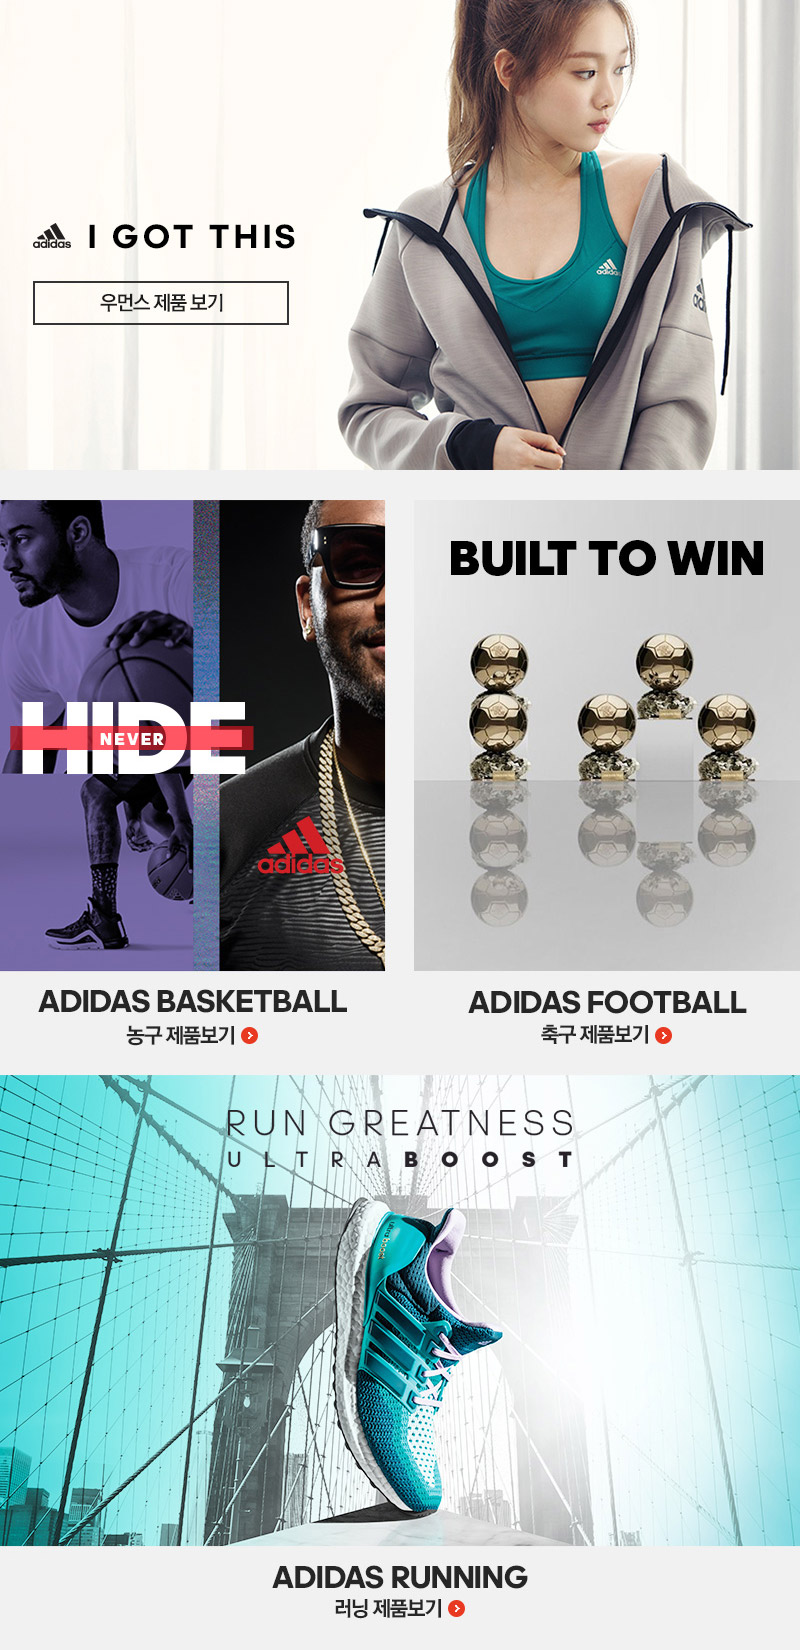 adidas I GOT THIS
우먼스 제품 보기
adidas
adidas
HIDE
NEVER
adidas
BUILT TO WIN
ADIDAS BASKETBALL
농구 제품보기
ADIDAS FOOTBALL
축구 제품보기
RUN GREATNESS
ULTRABOOST
ADIDAS RUNNING
러닝 제품보기